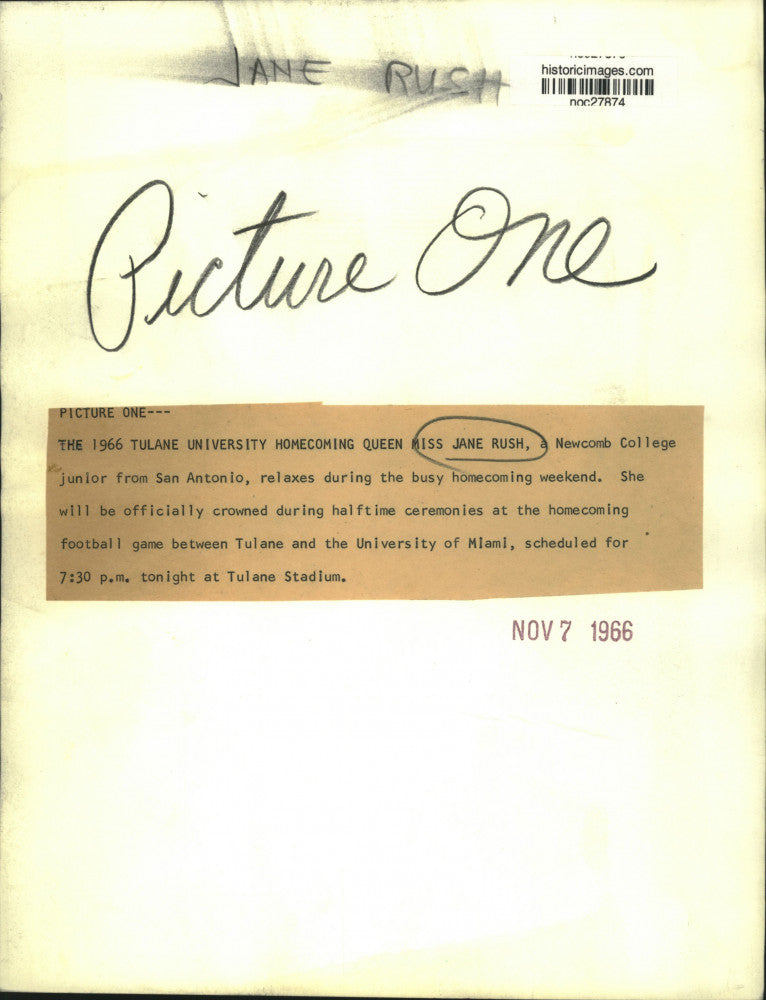 JANE RUSH
historicimages.com
noc27874
Picture One
PICTURE ONE---
THE 1966 TULANE UNIVERSITY HOMECOMING QUEEN MISS JANE RUSH, a Newcomb College
junior from San Antonio, relaxes during the busy homecoming weekend. She
will be officially crowned during halftime ceremonies at the homecoming
football game between Tulane and the University of Miami, scheduled for
7:30 p.m. tonight at Tulane Stadium.
NOV 7 1966